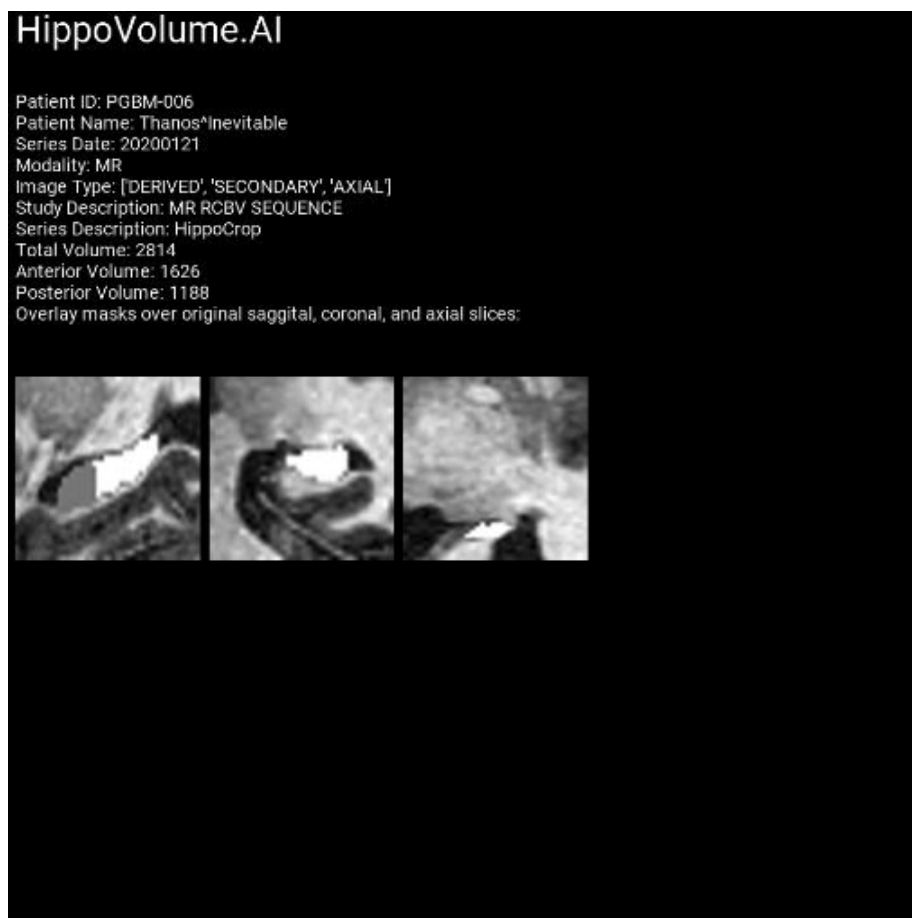 HippoVolume.AI
Patient ID: PGBM-006
Patient Name: Thanos^Inevitable
Series Date: 20200121
Modality: MR
Image Type: ['DERIVED', 'SECONDARY', 'AXIAL']
Study Description: MR RCBV SEQUENCE
Series Description: HippoCrop
Total Volume: 2814
Anterior Volume: 1626
Posterior Volume: 1188
Overlay masks over original saggital, coronal, and axial slices: